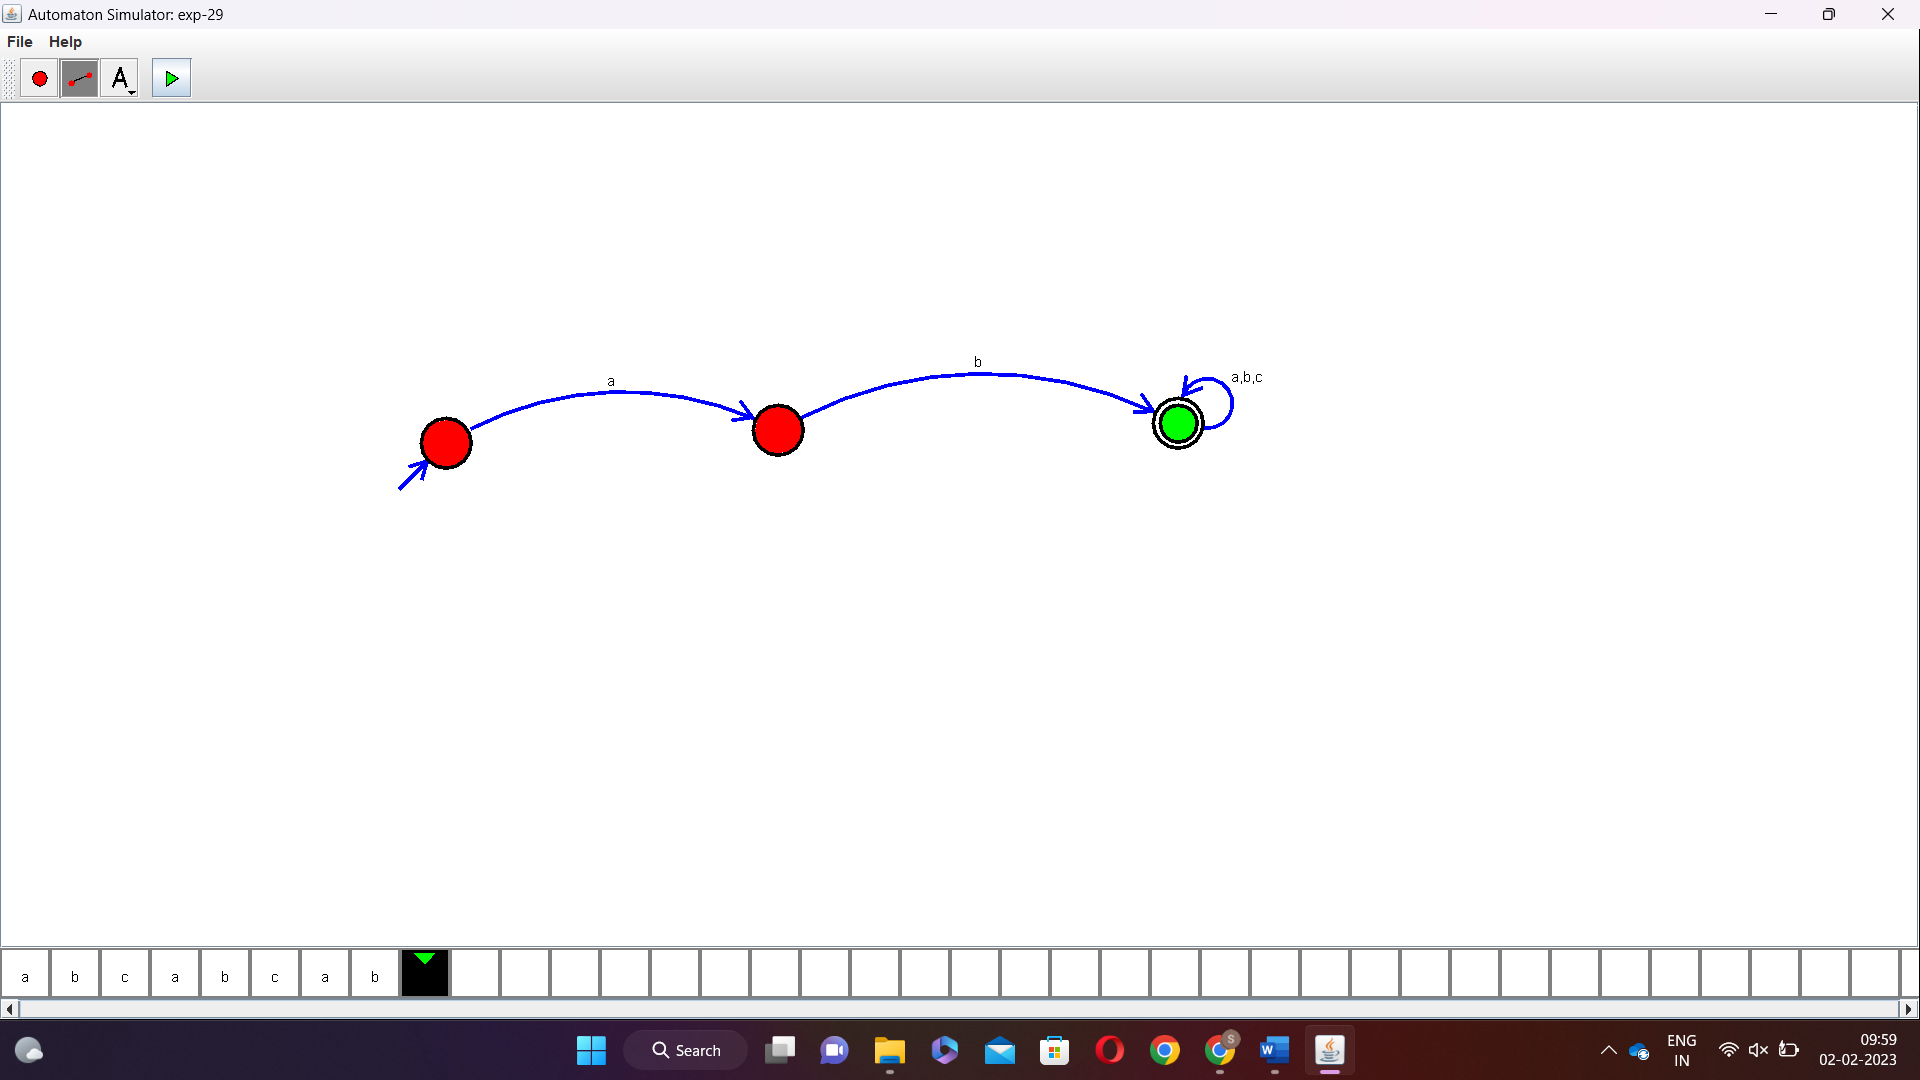 Automaton Simulator: exp-29
File Help
A
b
a
a,b,c
a b c a b c a b
Search
S
W
ENG
IN
09:59
02-02-2023